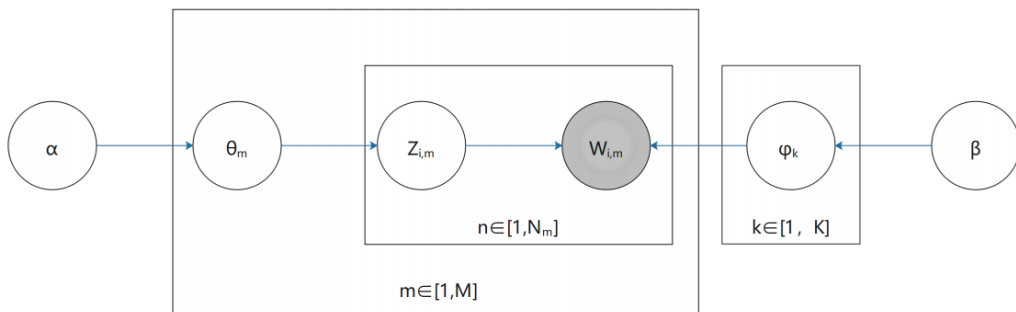 α
θₘ
Zᵢ,ₘ
Wᵢ,ₘ
φₖ
β
n∈[1,Nₘ]
k∈[1, K]
m∈[1,M]